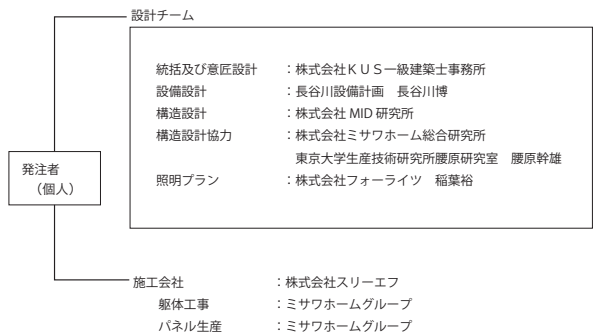 設計チーム
統括及び意匠設計　：株式会社ＫＵＳ一級建築士事務所
設備設計　：長谷川設備計画　長谷川博
構造設計　：株式会社 MID 研究所
構造設計協力　：株式会社ミサワホーム総合研究所
東京大学生産技術研究所腰原研究室　腰原幹雄
照明プラン　：株式会社フォーライツ　稲葉裕
発注者
（個人）
施工会社　：株式会社スリーエフ
躯体工事　：ミサワホームグループ
パネル生産　：ミサワホームグループ